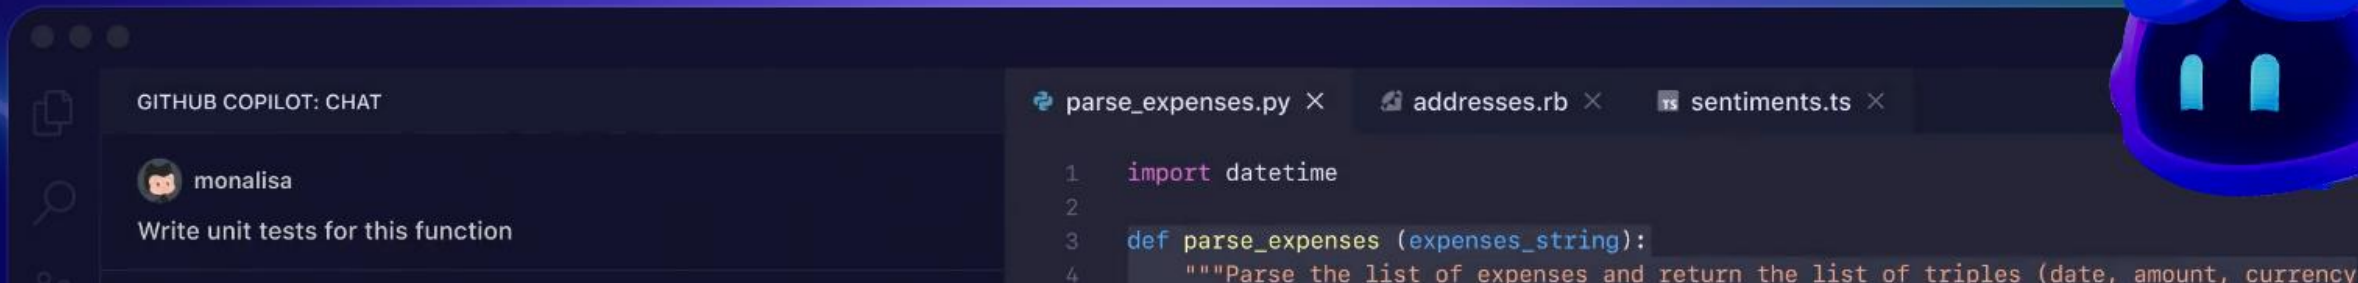 GITHUB COPILOT: CHAT
monalisa
Write unit tests for this function
parse_expenses.py × addresses.rb × TS sentiments.ts ×
1 import datetime
2
3 def parse_expenses (expenses_string):
4 """Parse the list of expenses and return the list of triples (date, amount, currency